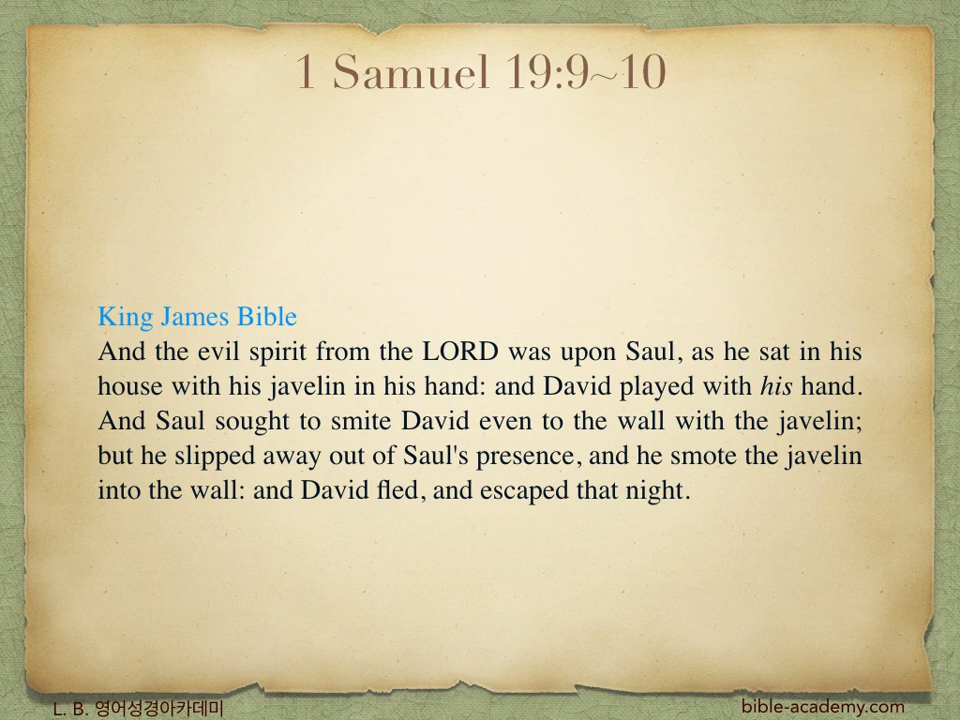 1 Samuel 19:9~10
King James Bible
And the evil spirit from the LORD was upon Saul, as he sat in his
house with his javelin in his hand: and David played with his hand.
And Saul sought to smite David even to the wall with the javelin;
but he slipped away out of Saul's presence, and he smote the javelin
into the wall: and David fled, and escaped that night.
L. B. 영어성경아카데미
bible-academy.com